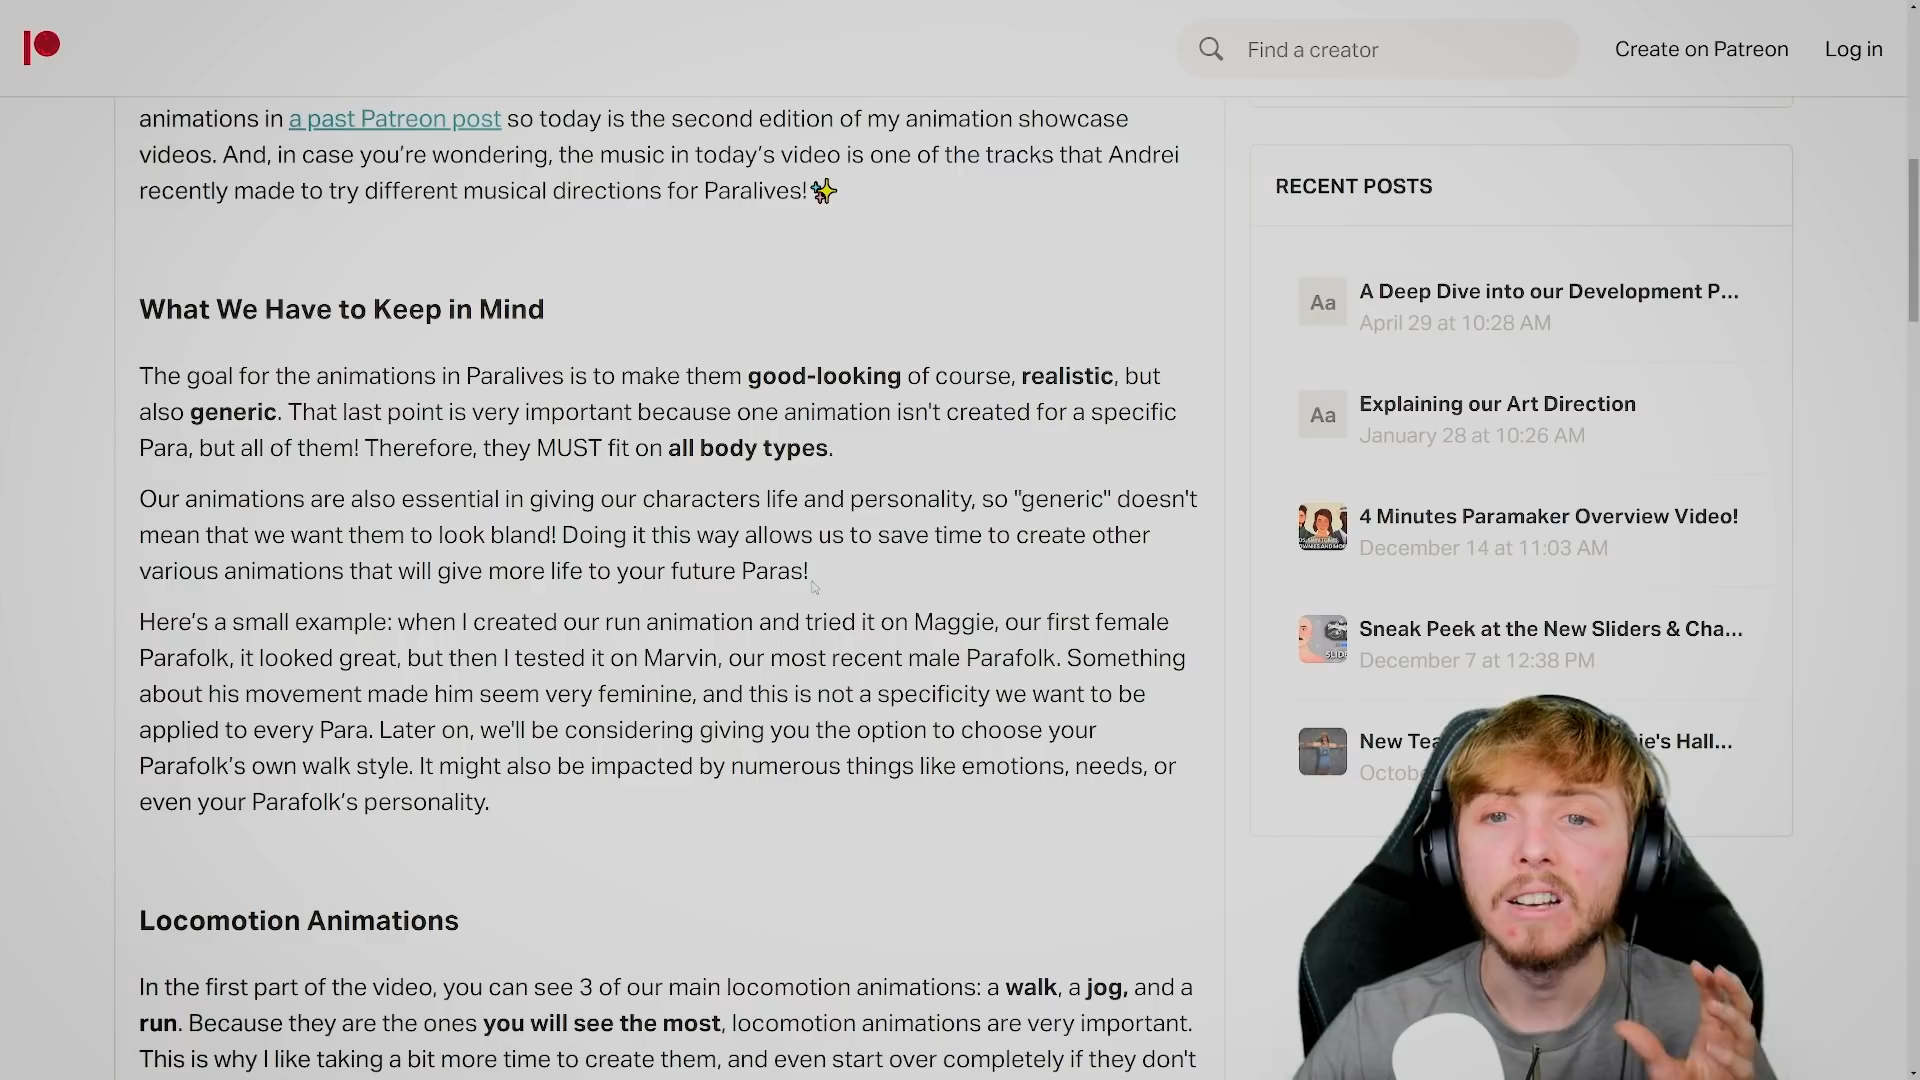 Find a creator
Create on Patreon
Log in
animations in a past Patreon post so today is the second edition of my animation showcase
videos. And, in case you’re wondering, the music in today’s video is one of the tracks that Andrei
recently made to try different musical directions for Paralives!✨
What We Have to Keep in Mind
The goal for the animations in Paralives is to make them good-looking of course, realistic, but
also generic. That last point is very important because one animation isn't created for a specific
Para, but all of them! Therefore, they MUST fit on all body types.
Our animations are also essential in giving our characters life and personality, so "generic" doesn't
mean that we want them to look bland! Doing it this way allows us to save time to create other
various animations that will give more life to your future Paras!
Here’s a small example: when I created our run animation and tried it on Maggie, our first female
Parafolk, it looked great, but then I tested it on Marvin, our most recent male Parafolk. Something
about his movement made him seem very feminine, and this is not a specificity we want to be
applied to every Para. Later on, we'll be considering giving you the option to choose your
Parafolk’s own walk style. It might also be impacted by numerous things like emotions, needs, or
even your Parafolk’s personality.
Locomotion Animations
In the first part of the video, you can see 3 of our main locomotion animations: a walk, a jog, and a
run. Because they are the ones you will see the most, locomotion animations are very important.
This is why I like taking a bit more time to create them, and even start over completely if they don't
RECENT POSTS
Aa
A Deep Dive into our Development P...
April 29 at 10:28 AM
Aa
Explaining our Art Direction
January 28 at 10:26 AM
4 Minutes Paramaker Overview Video!
December 14 at 11:03 AM
Sneak Peek at the New Sliders & Cha...
December 7 at 12:38 PM
New Tea ie's Hall...
Octob